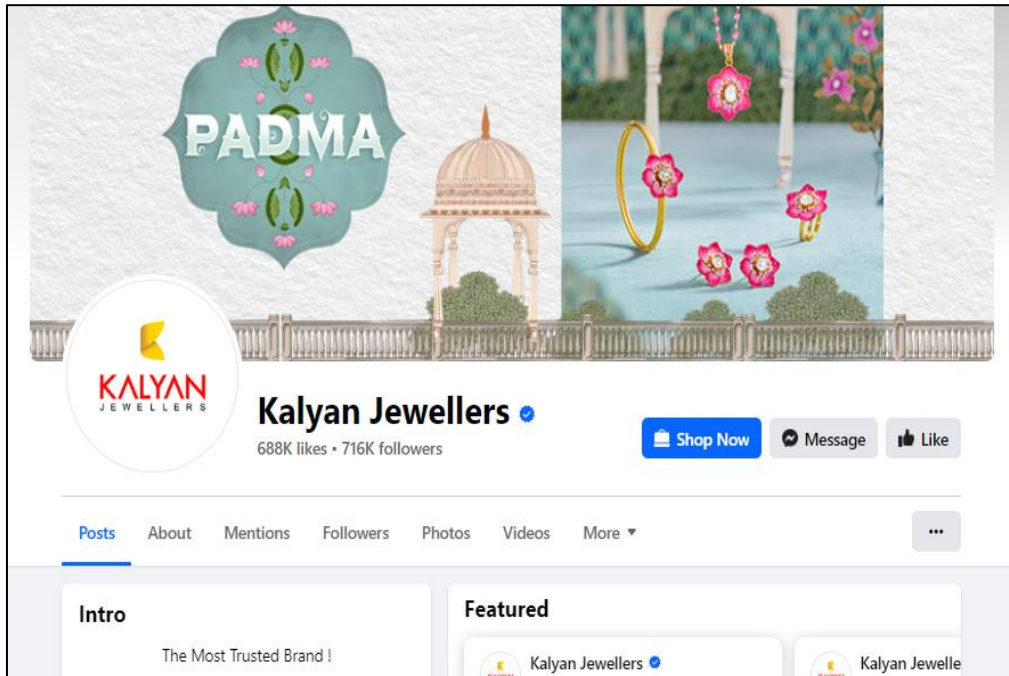 PADMA
KALYAN
JEWELLERS
Kalyan Jewellers
688K likes • 716K followers
Shop Now
Message
Like
Posts
About
Mentions
Followers
Photos
Videos
More
Intro
The Most Trusted Brand !
Featured
Kalyan Jewellers
Kalyan Jewelle